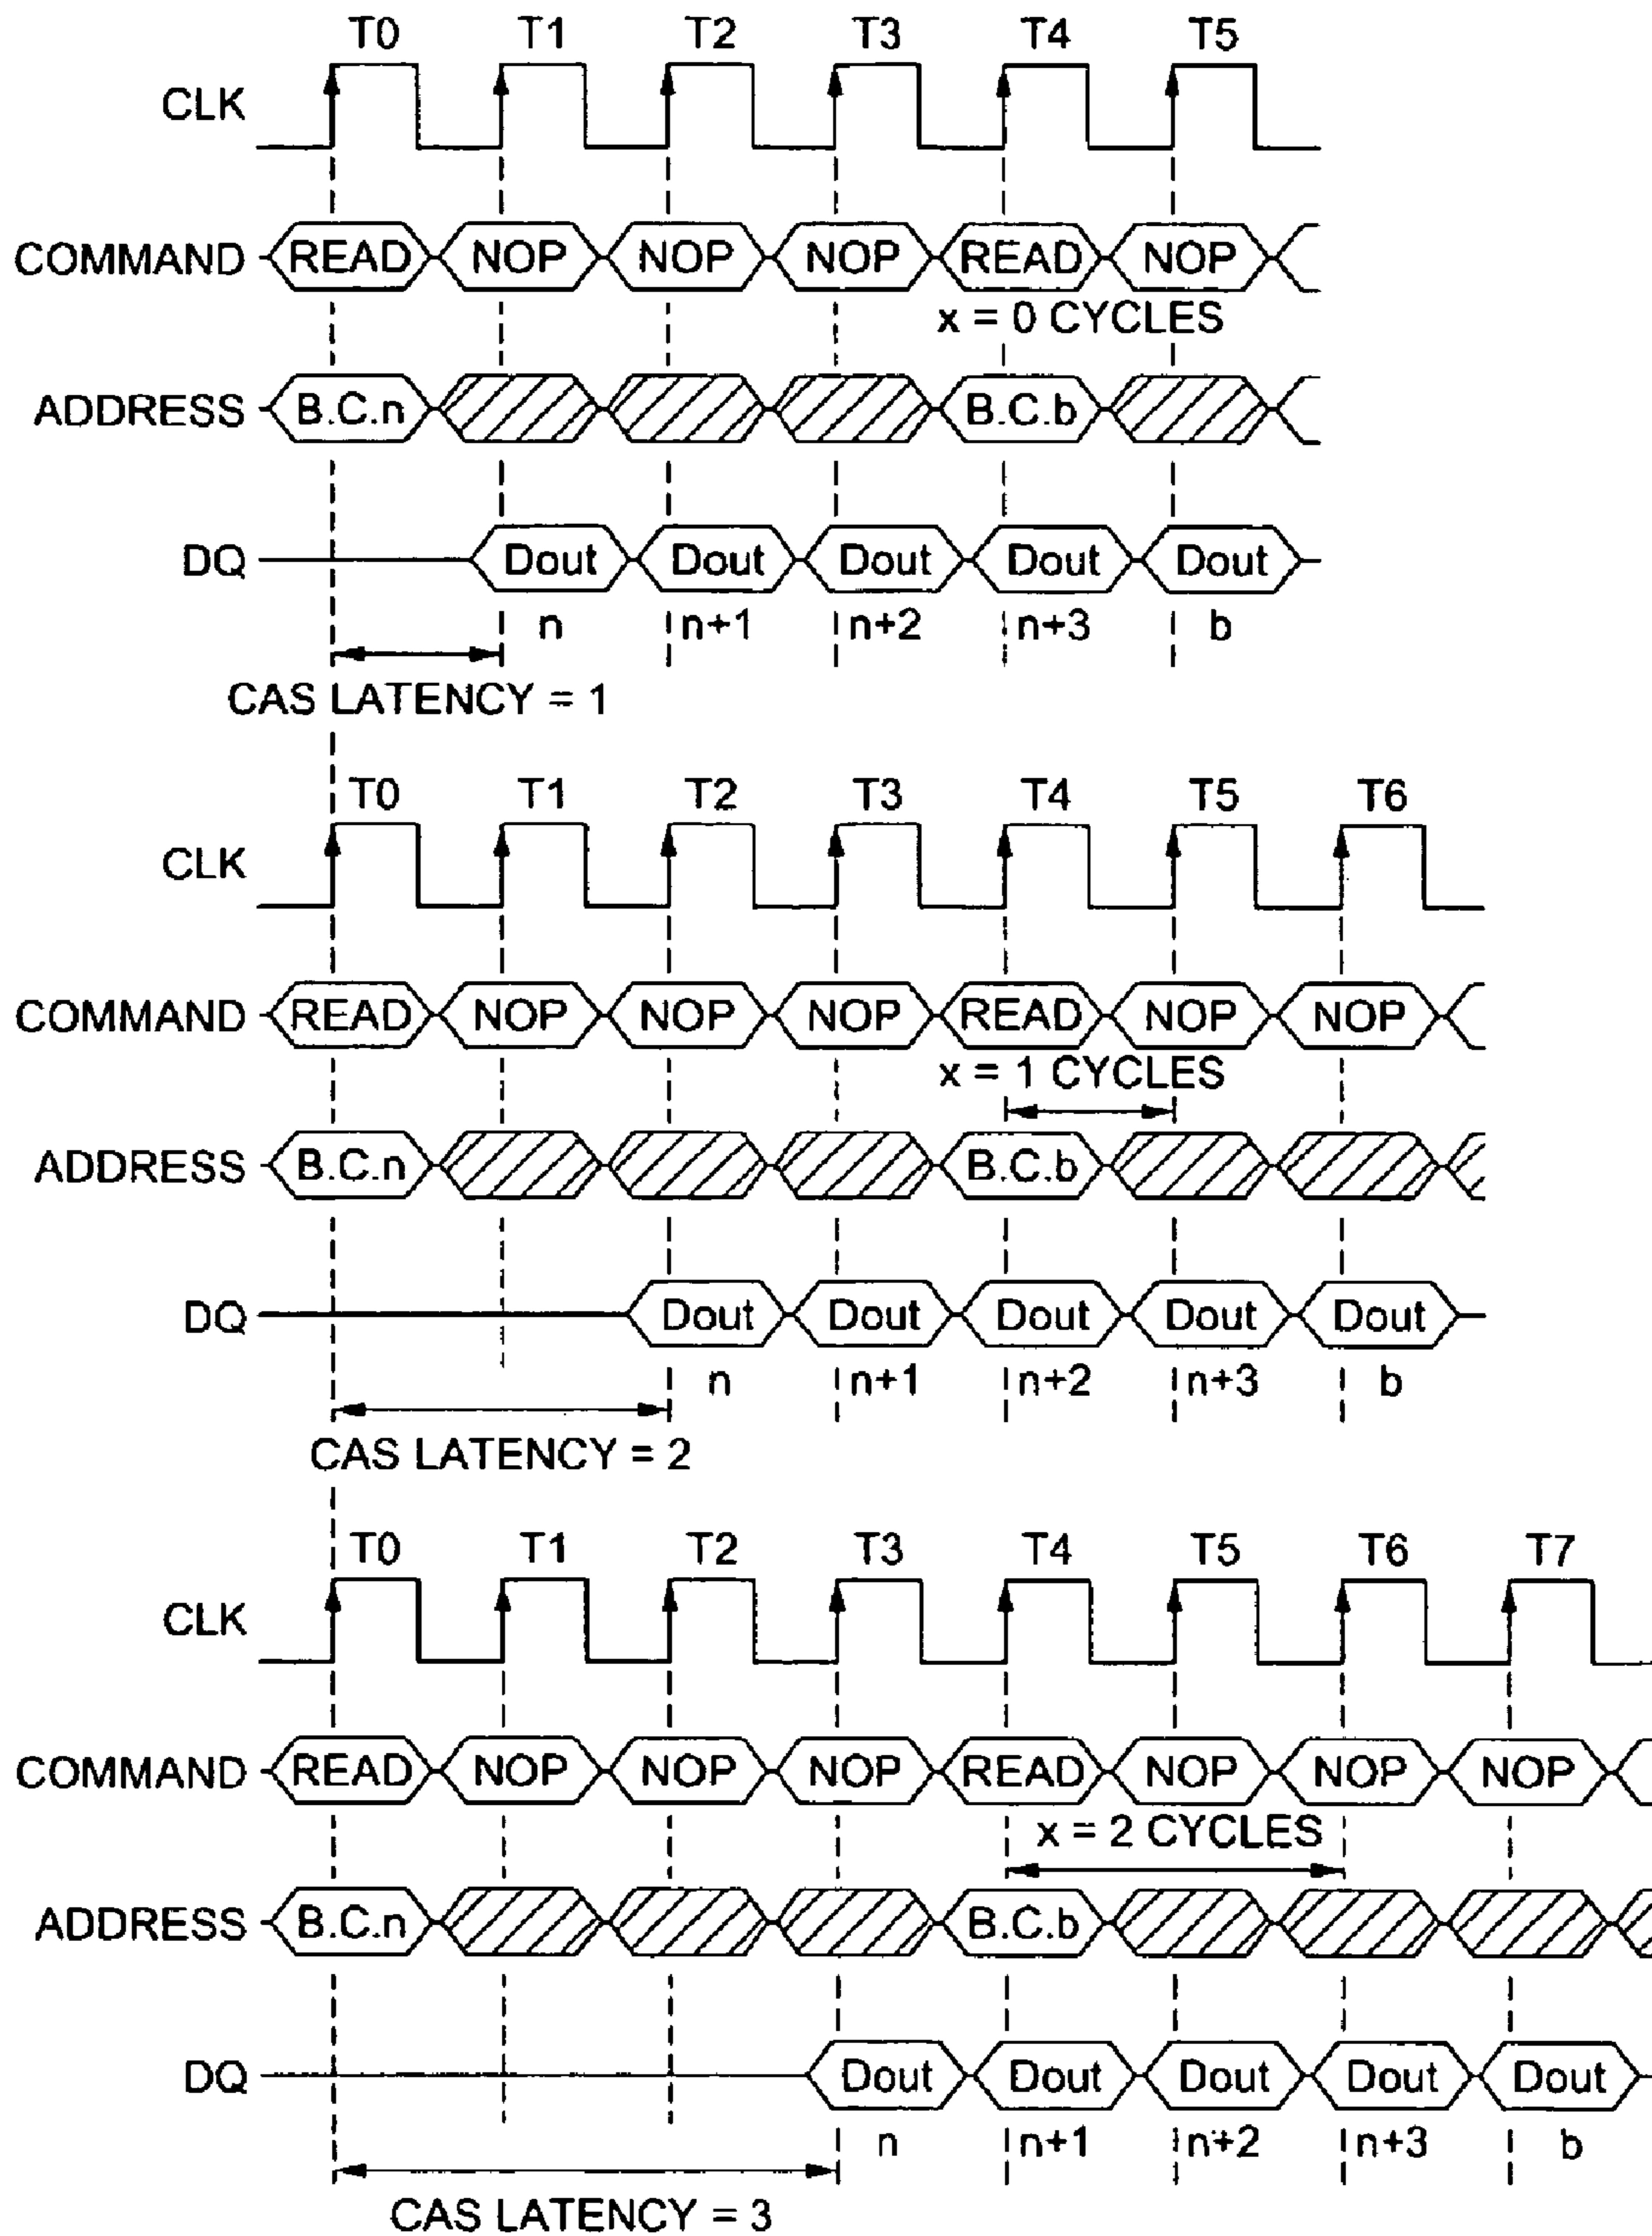 T0 T1 T2 T3 T4 T5
CLK
COMMAND READ NOP NOP NOP READ NOP
x = 0 CYCLES
ADDRESS B.C.n B.C.b
DQ Dout Dout Dout Dout Dout
n n+1 n+2 n+3 b
CAS LATENCY = 1
T0 T1 T2 T3 T4 T5 T6
CLK
COMMAND READ NOP NOP NOP READ NOP NOP
x = 1 CYCLES
ADDRESS B.C.n B.C.b
DQ Dout Dout Dout Dout Dout
n n+1 n+2 n+3 b
CAS LATENCY = 2
T0 T1 T2 T3 T4 T5 T6 T7
CLK
COMMAND READ NOP NOP NOP READ NOP NOP NOP
x = 2 CYCLES
ADDRESS B.C.n B.C.b
DQ Dout Dout Dout Dout Dout
n n+1 n+2 n+3 b
CAS LATENCY = 3